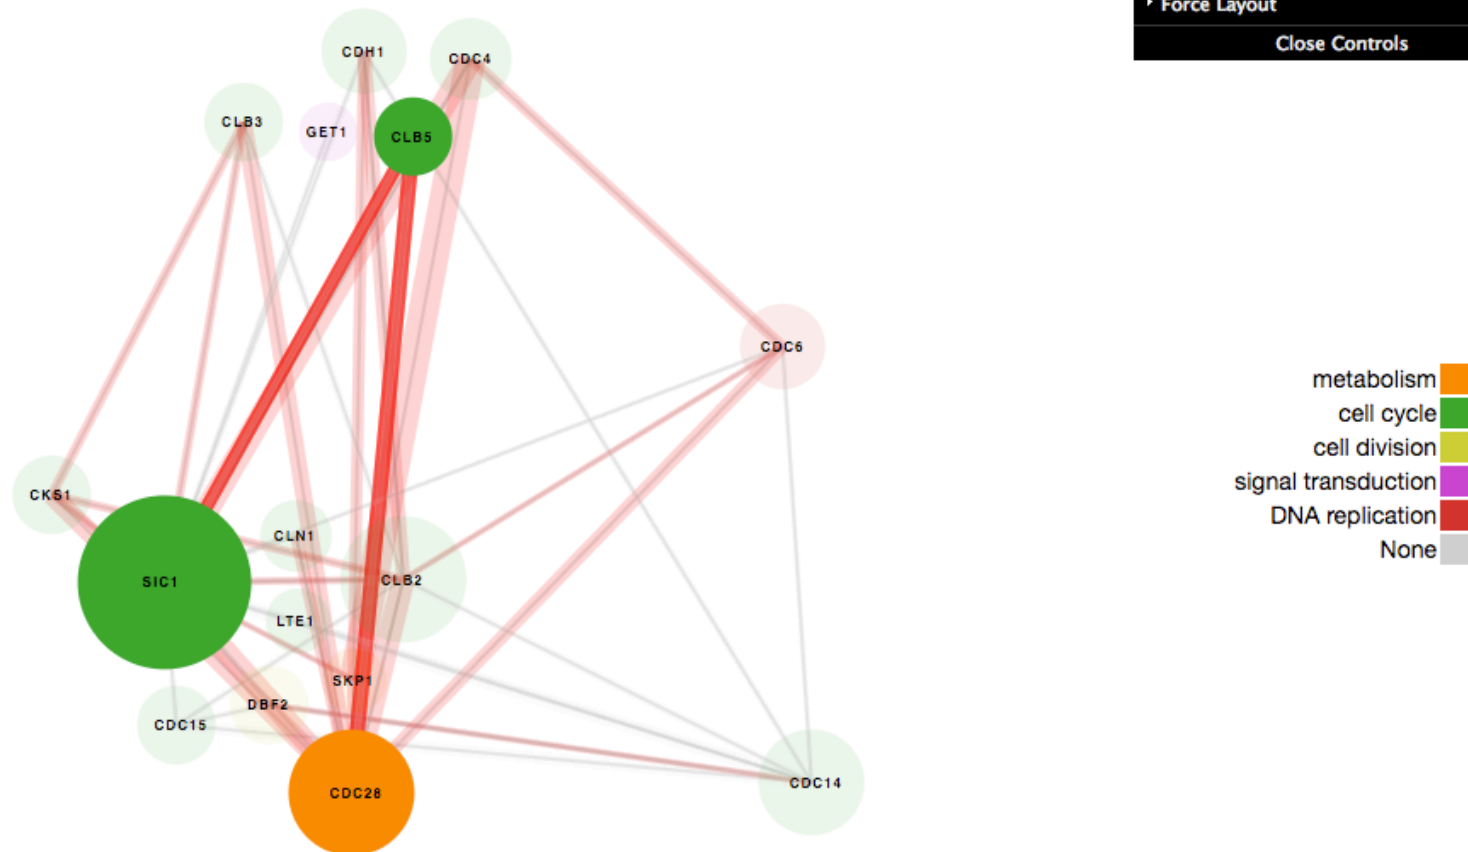 Force Layout
Close Controls
CDH1
CDC4
CLB3
GET1
CLB5
CDC6
metabolism
cell cycle
cell division
signal transduction
DNA replication
None
CKS1
CLN1
SIC1
CLB2
LTE1
SKP1
DBF2
CDC15
CDC28
CDC14